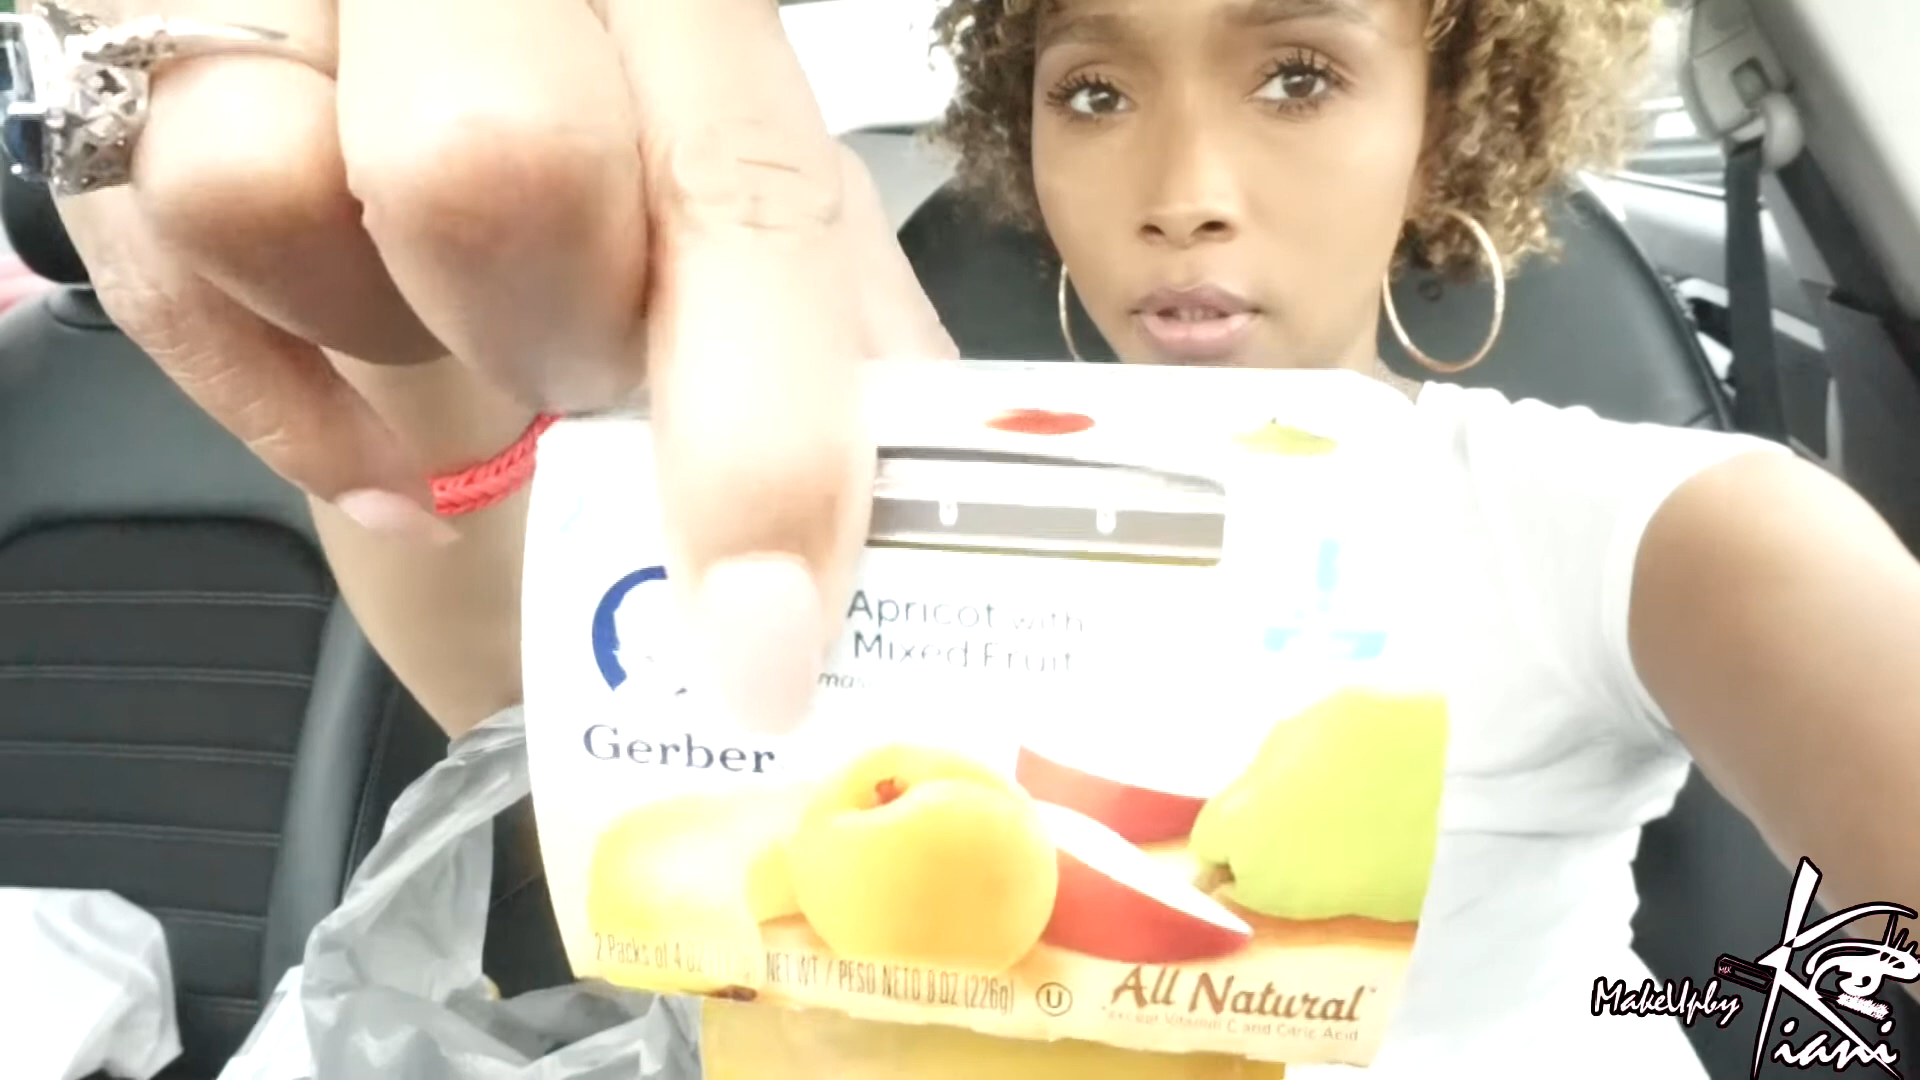 Apricot with
Mixed Fruit
Gerber
2 Packs of 4 oz
NET WT / PESO NETO 8 OZ (226g)
U
All Natural
except Vitamin C and Citric Acid
MakeUpby
Kiani